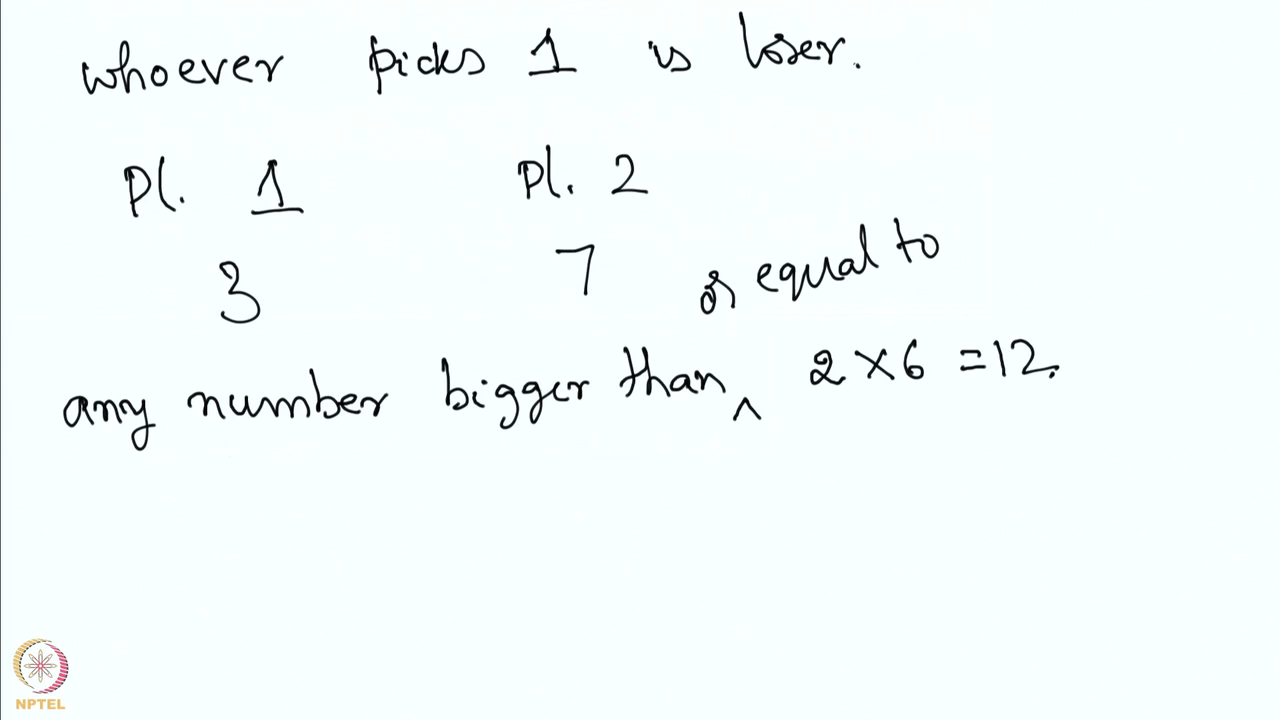 whoever picks 1 is loser.
Pl. 1 Pl. 2
3 7 or equal to
any number bigger than ^ 2 × 6 = 12.
NPTEL